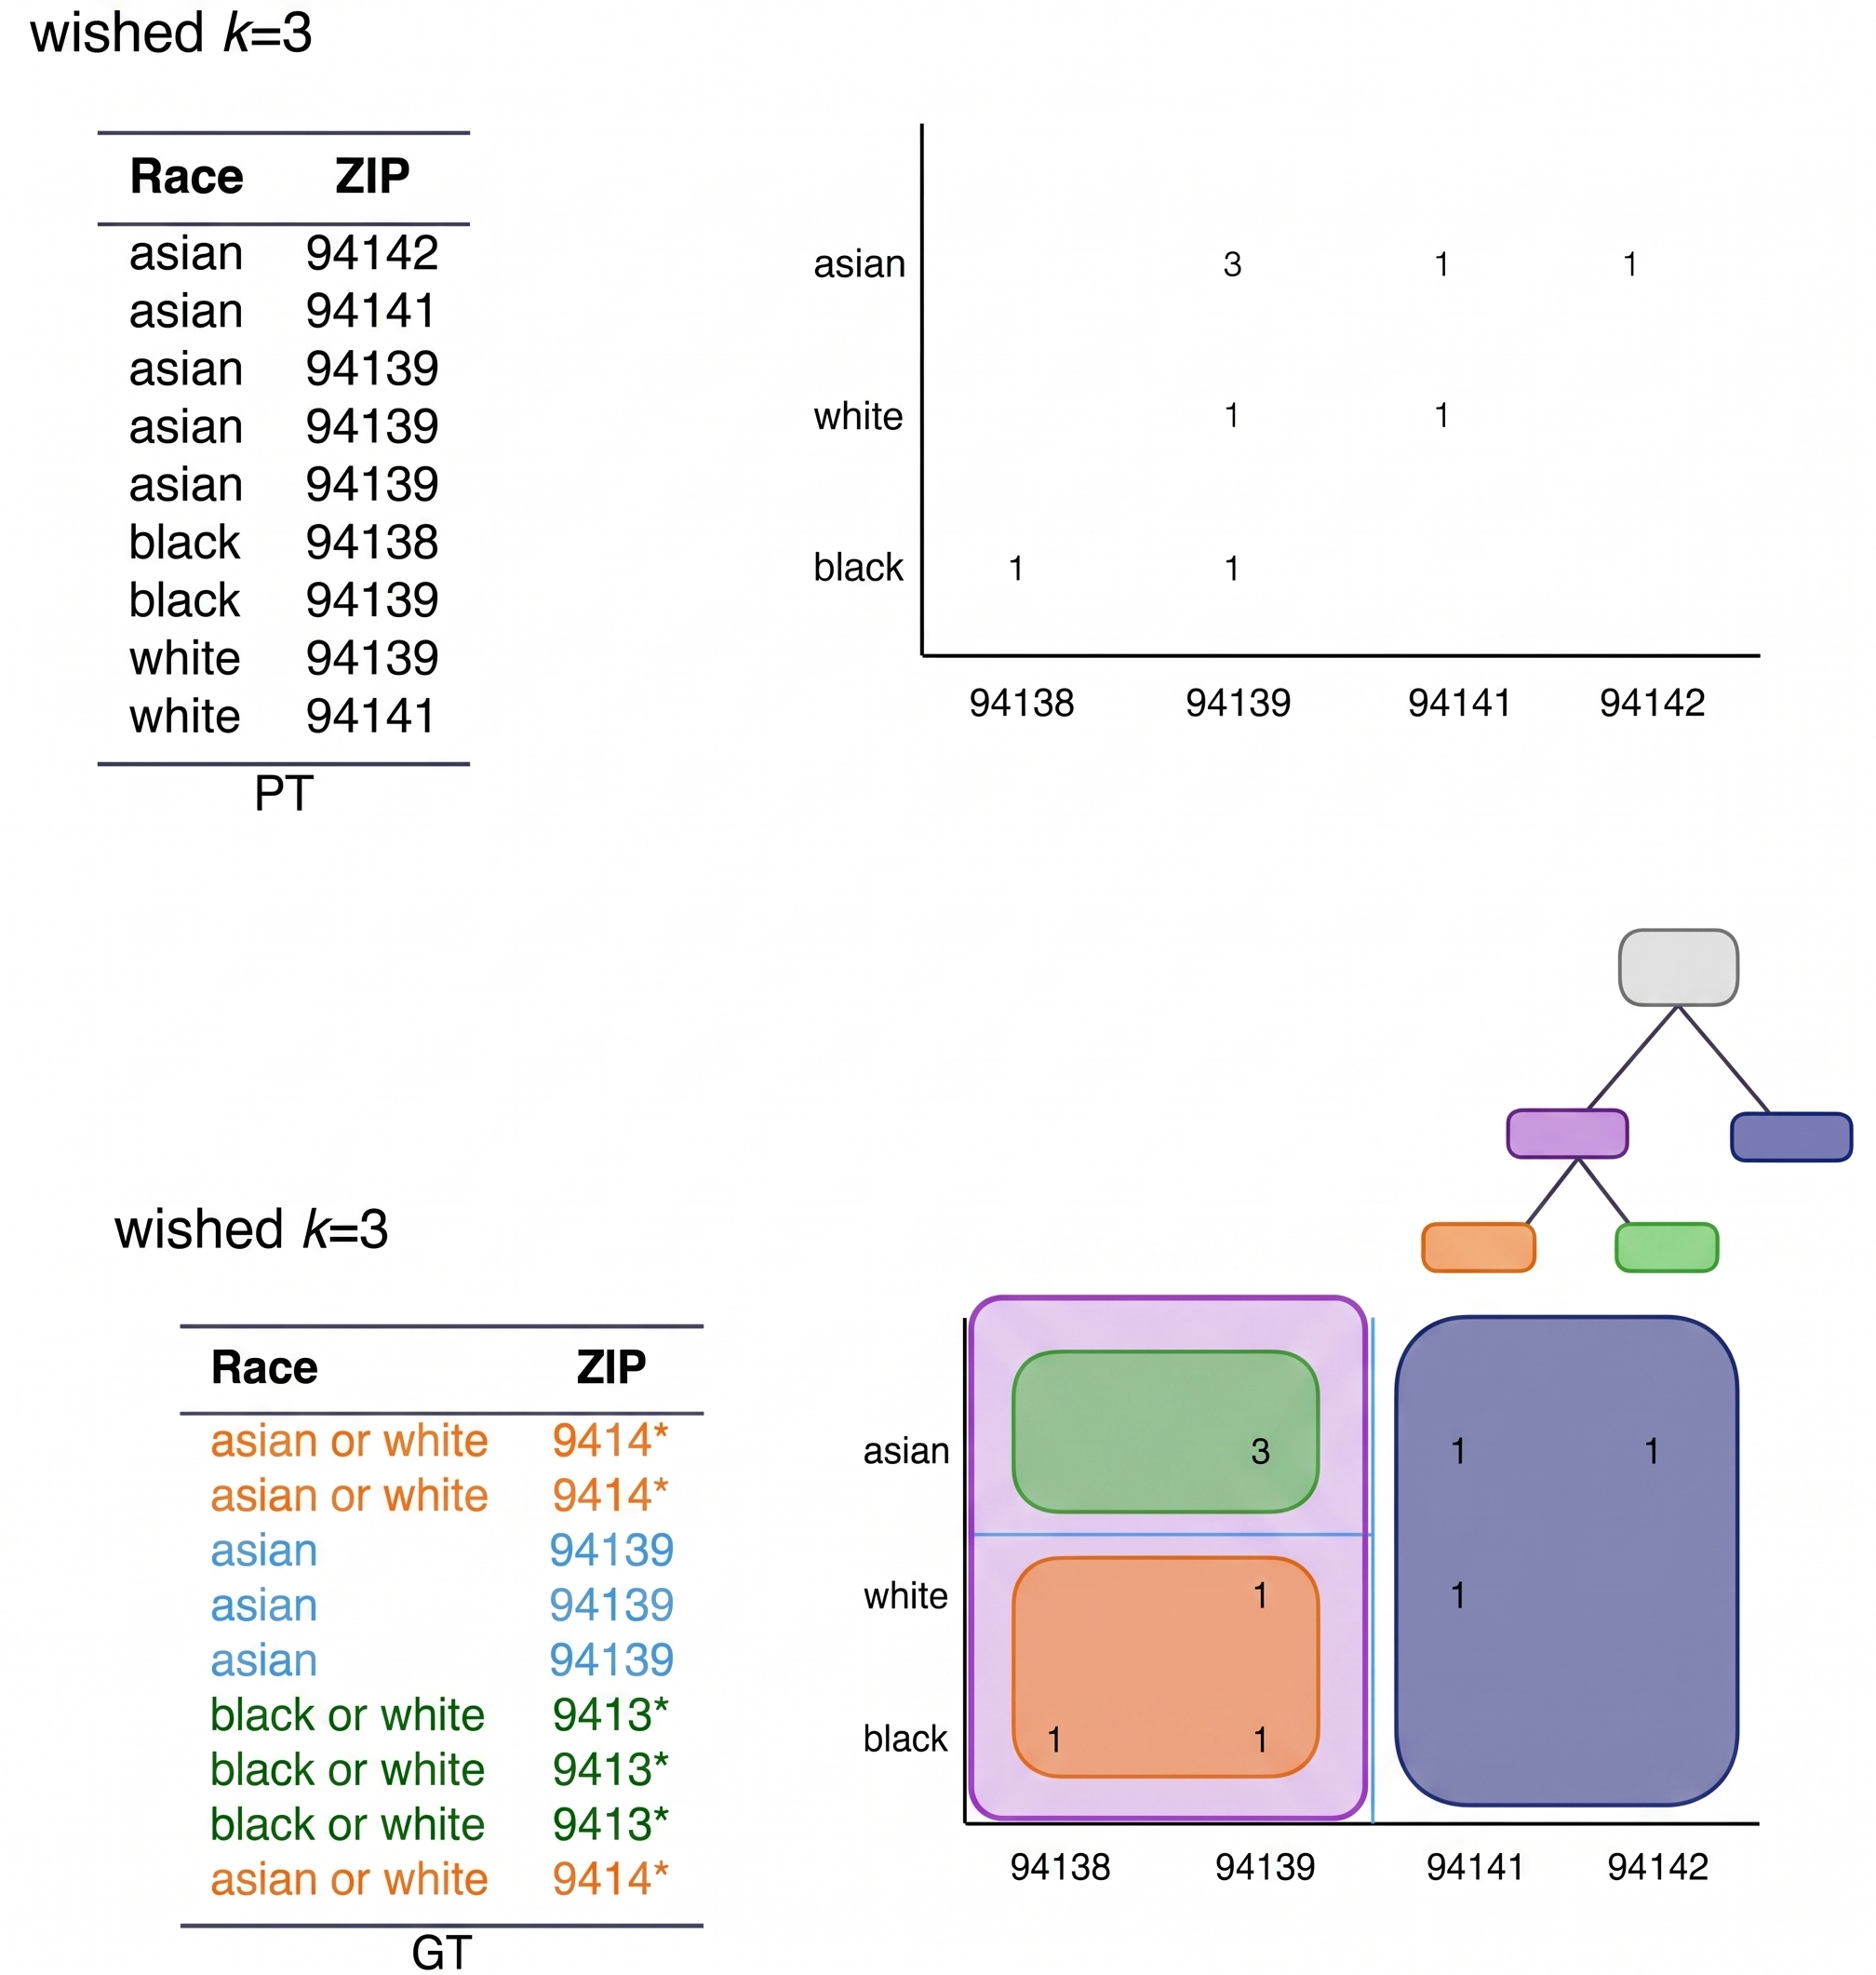 wished k=3
Race ZIP
asian 94142
asian 94141
asian 94139
asian 94139
asian 94139
black 94138
black 94139
white 94139
white 94141
PT
asian 3 1 1
white 1 1
black 1 1
94138 94139 94141 94142
wished k=3
Race ZIP
asian or white 9414*
asian or white 9414*
asian 94139
asian 94139
asian 94139
black or white 9413*
black or white 9413*
black or white 9413*
asian or white 9414*
GT
asian 3 1 1
white 1 1
black 1 1
94138 94139 94141 94142